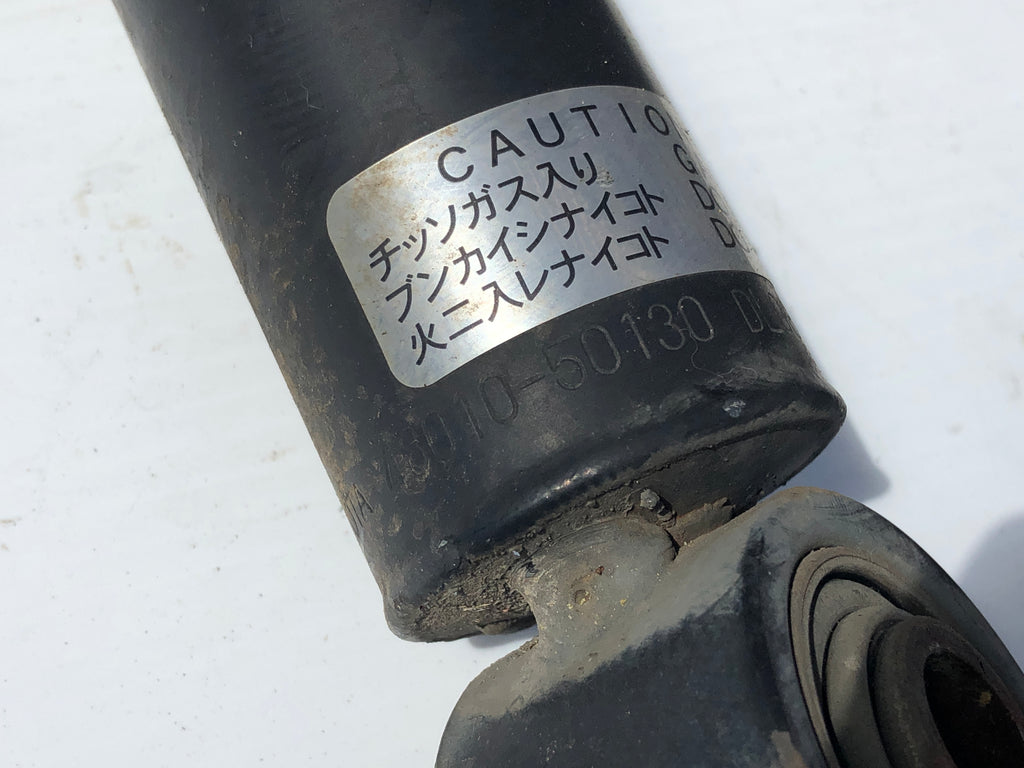 CAUTIO
チッソガス入り
ブンカイシナイコト
火ニ入レナイコト
G
D
D
48010-50130